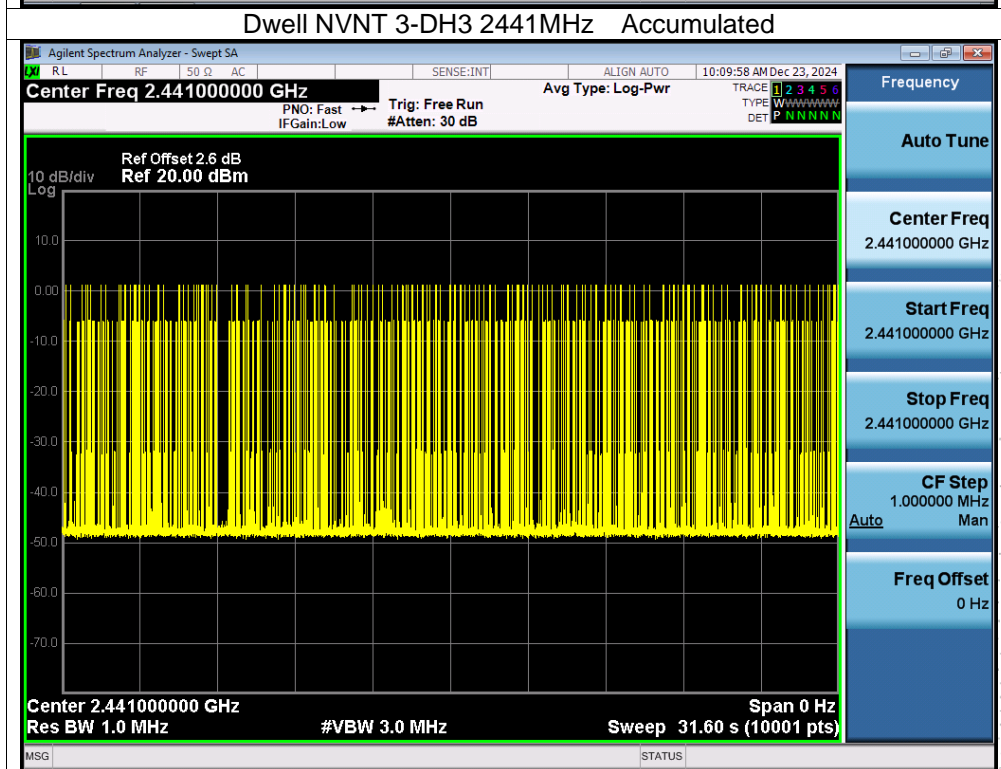 Dwell NVNT 3-DH3 2441MHz Accumulated
Agilent Spectrum Analyzer - Swept SA
LXI RL RF 50 Ω AC SENSE:INT ALIGN AUTO 10:09:58 AM Dec 23, 2024
Center Freq 2.441000000 GHz Avg Type: Log-Pwr TRACE 1 2 3 4 5 6
PNO: Fast Trig: Free Run TYPE WWWWWWW
IFGain:Low #Atten: 30 dB DET P N N N N N
Frequency
Auto Tune
Center Freq
2.441000000 GHz
Start Freq
2.441000000 GHz
Stop Freq
2.441000000 GHz
CF Step
1.000000 MHz
Auto Man
Freq Offset
0 Hz
Ref Offset 2.6 dB
10 dB/div Ref 20.00 dBm
Log
10.0
0.00
-10.0
-20.0
-30.0
-40.0
-50.0
-60.0
-70.0
Center 2.441000000 GHz Span 0 Hz
Res BW 1.0 MHz #VBW 3.0 MHz Sweep 31.60 s (10001 pts)
MSG STATUS